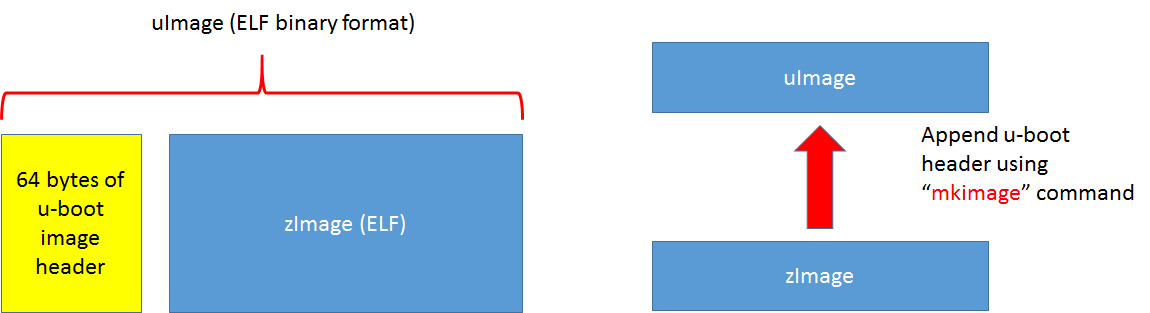 uImage (ELF binary format)
64 bytes of
u-boot
image
header
zImage (ELF)
uImage
Append u-boot
header using
“mkimage” command
zImage